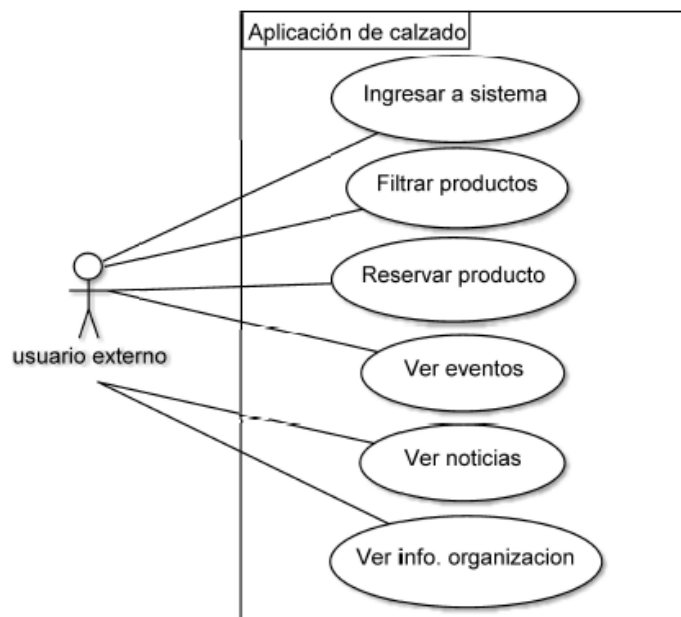 Aplicación de calzado
Ingresar a sistema
Filtrar productos
Reservar producto
usuario externo
Ver eventos
Ver noticias
Ver info. organizacion